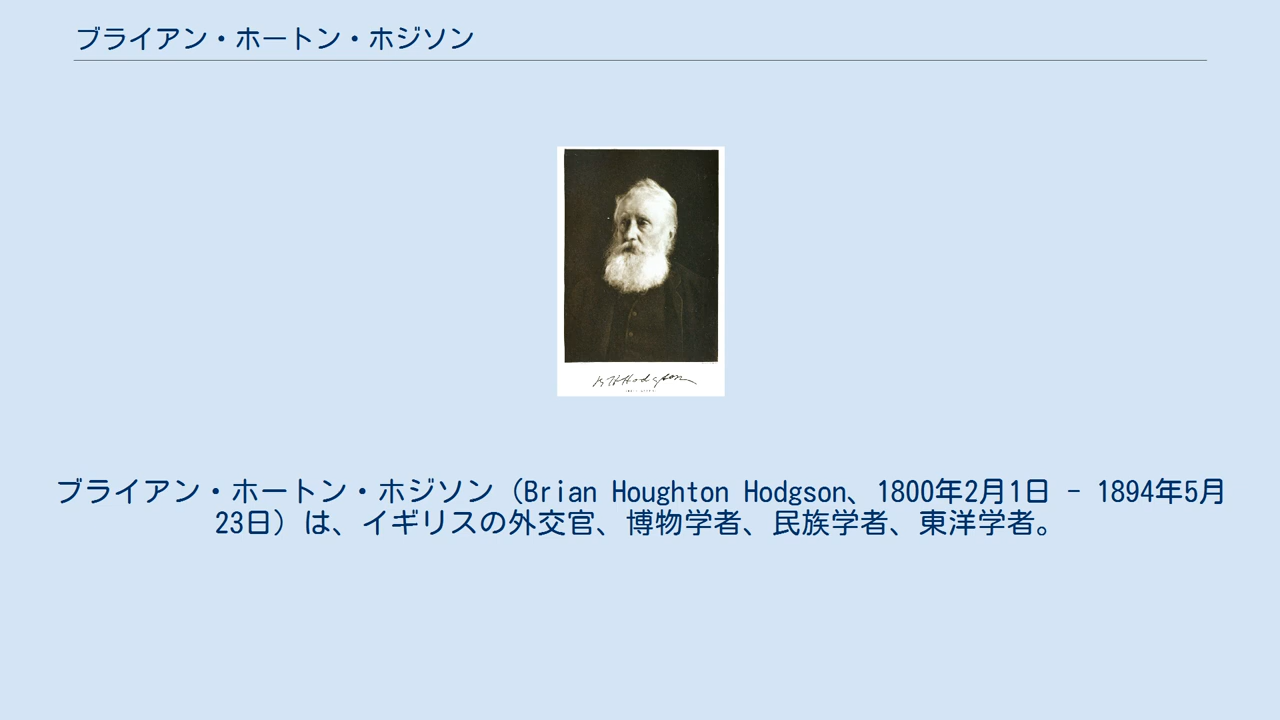 ブライアン・ホートン・ホジソン
B H Hodgson
ブライアン・ホートン・ホジソン（Brian Houghton Hodgson、1800年2月1日 - 1894年5月
23日）は、イギリスの外交官、博物学者、民族学者、東洋学者。